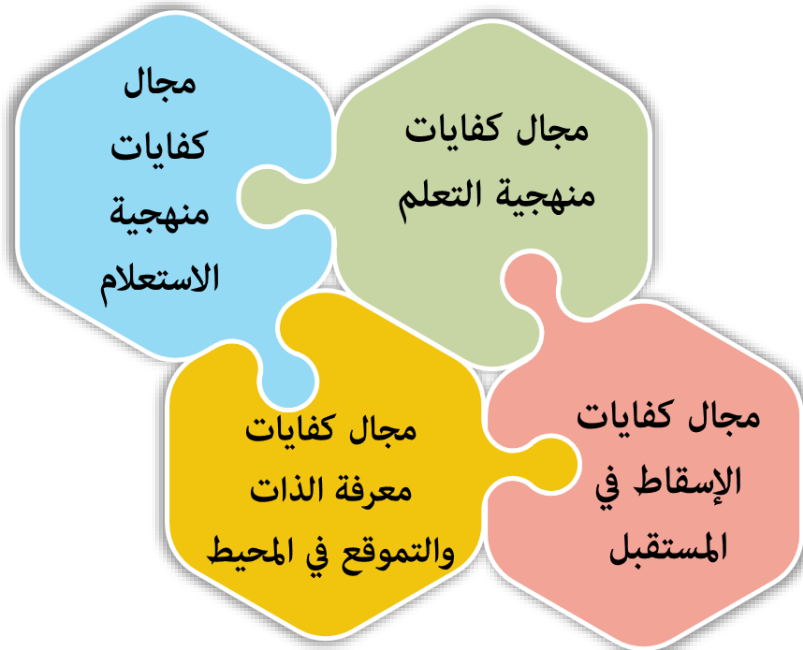 مجال كفايات
منهجية التعلم
مجال
كفايات
منهجية
الاستعلام
مجال كفايات
الإسقاط في
المستقبل
مجال كفايات
معرفة الذات
والتموقع في المحيط